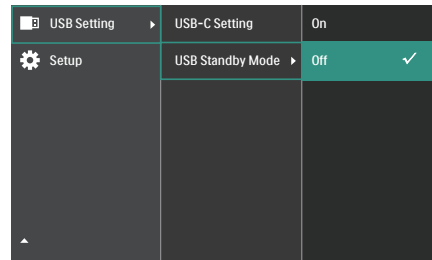 USB Setting
USB-C Setting
On
Setup
USB Standby Mode
Off